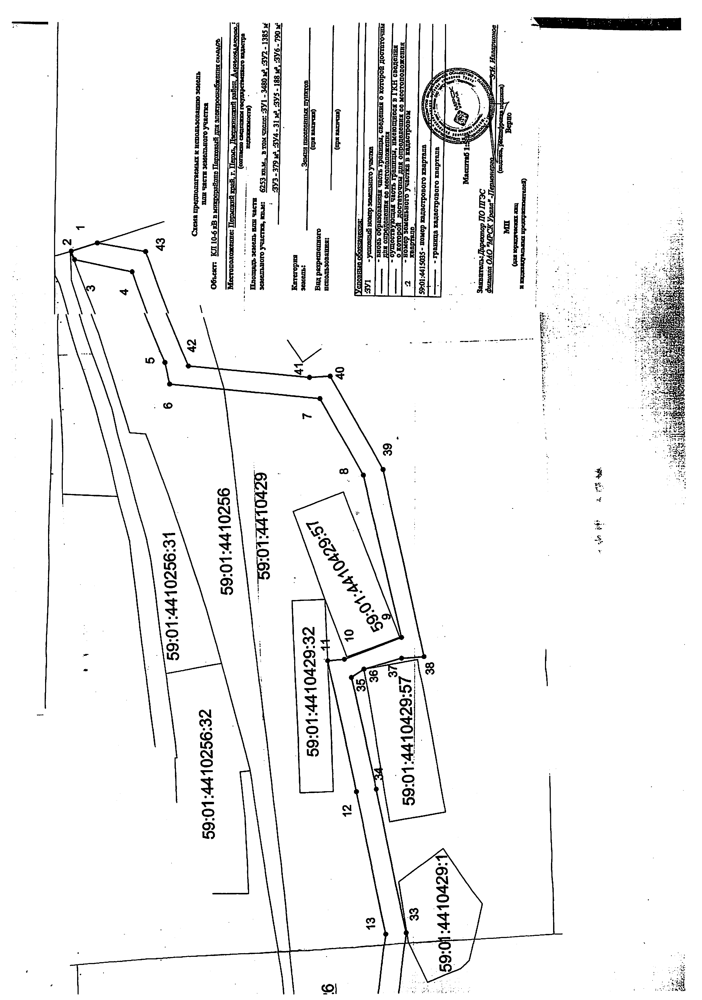 Схема предполагаемых к использованию земель
или части земельного участка
Объект: КЛ 10-6 кВ в микрорайоне Парковый для электроснабжения складов
Местоположение: Пермский край, г. Пермь, Дзержинский район,
(согласно сведениям государственного кадастра
недвижимости)
Площадь земель или части
земельного участка, кв.м: 6253 кв.м., в том числе: :ЗУ1 - 3480 м², :ЗУ2 - 1385 м
:ЗУ3 - 379 м², :ЗУ4 - 31 м², :ЗУ5 - 188 м², :ЗУ6 - 790 м²
Категория
земель: Земли населенных пунктов
(при наличии)
Вид разрешенного
использования:
(при наличии)
Условные обозначения:
:ЗУ1 - условный номер земельного участка
- вновь образованная часть границы, сведения о которой достаточны
для определения ее местоположения
- существующая часть границы, имеющиеся в ГКН сведения
о которой достаточны для определения ее местоположения
:2 - номер земельного участка в кадастровом
квартале
59:01:4415035 - номер кадастрового квартала
- граница кадастрового квартала
Масштаб 1:500
Заявитель: Директор ПО ПГЭС
филиала ОАО "МРСК Урала"-Пермэнерго Э.И. Илларионов
(подпись, расшифровка подписи)
Верно
МП
(для юридических лиц
и индивидуальных предпринимателей)
МРСК
УРАЛА
1
2
3
4
5
6
7
8
9
10
11
12
13
33
34
35
36
37
38
39
40
41
42
43
59:01:4410256:31
59:01:4410256:32
59:01:4410256
59:01:4410429
59:01:4410429:57
59:01:4410429:32
59:01:4410429:57
59:01:4410429:1